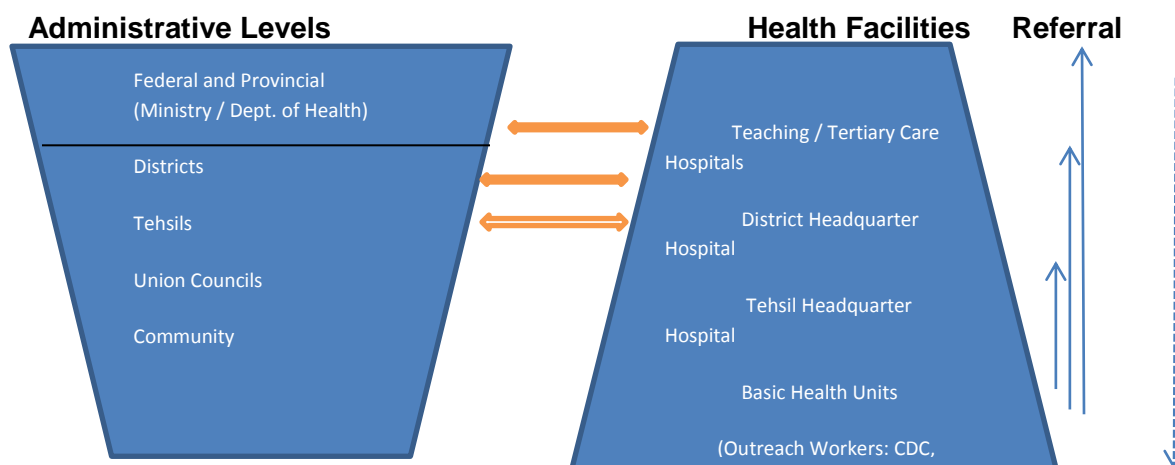 Administrative Levels
Health Facilities
Referral
Federal and Provincial
(Ministry / Dept. of Health)
Districts
Tehsils
Union Councils
Community
Teaching / Tertiary Care
Hospitals
District Headquarter
Hospital
Tehsil Headquarter
Hospital
Basic Health Units
(Outreach Workers: CDC,